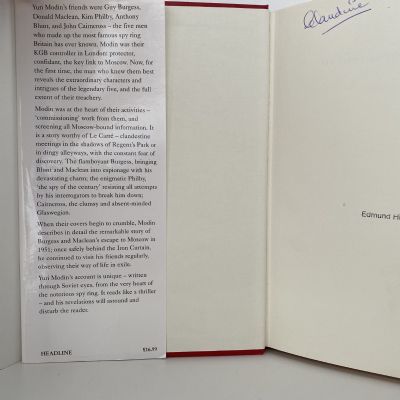 Yuri Modin's friends were Guy Burgess,
Donald Maclean, Kim Philby, Anthony
Blunt, and John Cairncross – the five men
who made up the most famous spy ring
Britain has ever known. Modin was their
KGB controller in London: protector,
confidant, the key link to Moscow. Now, for
the first time, the man who knew them best
reveals the extraordinary characters and
intrigues of the legendary five, and the full
extent of their treachery.
Modin was at the heart of their activities –
'commissioning' work from them, and
screening all Moscow-bound information. It
is a story worthy of Le Carré – clandestine
meetings in the shadows of Regent's Park or
in dingy alleyways, with the constant fear of
discovery. The flamboyant Burgess, bringing
Blunt and Maclean into espionage with his
devastating charm; the enigmatic Philby,
'the spy of the century' resisting all attempts
by his interrogators to break him down;
Cairncross, the clumsy and absent-minded
Glaswegian.
When their covers begin to crumble, Modin
describes in detail the remarkable story of
Burgess and Maclean's escape to Moscow in
1951; once safely behind the Iron Curtain,
he continued to visit his friends regularly,
observing their way of life in exile.
Yuri Modin's account is unique – written
through Soviet eyes, from the very heart of
the notorious spy ring. It reads like a thriller
– and his revelations will astound and
disturb the reader.
HEADLINE £16.99
Claudine
Edmund Hi